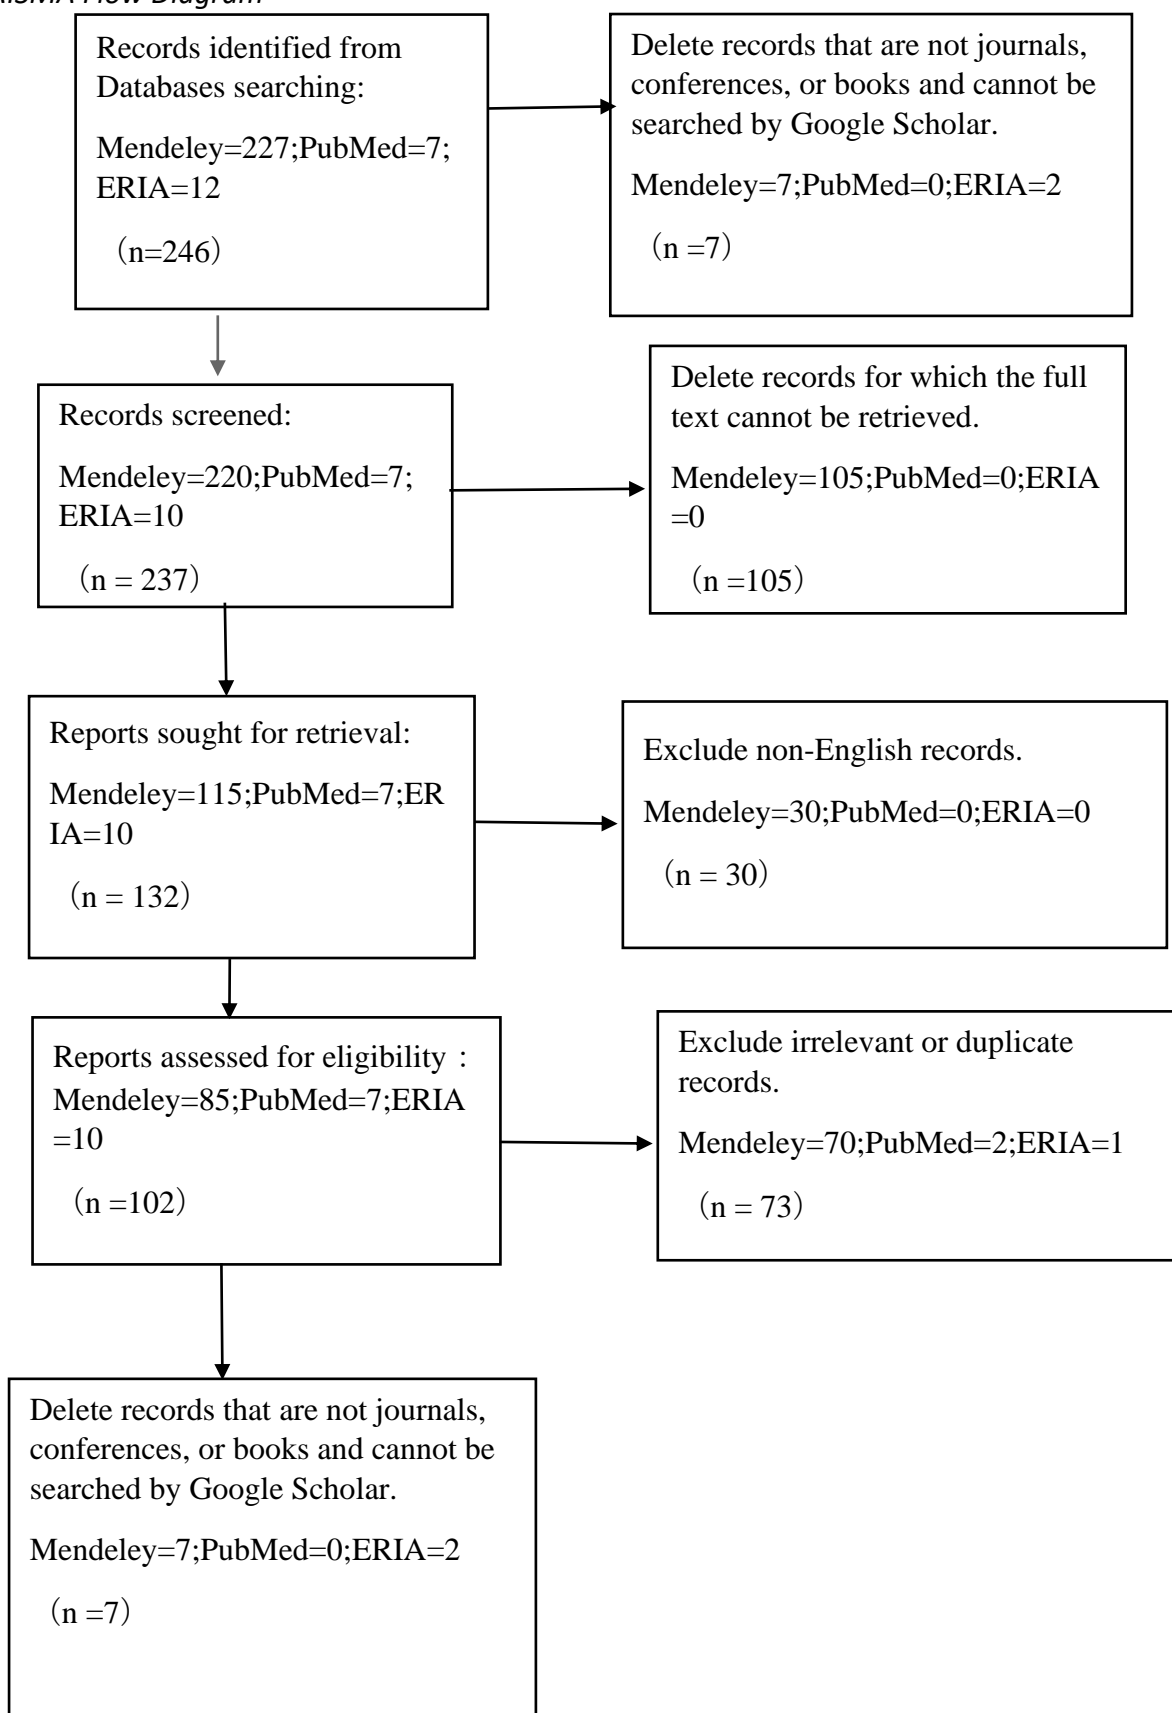 PRISMA Flow Diagram
Records identified from
Databases searching:
Mendeley=227;PubMed=7;
ERIA=12
（n=246）
Delete records that are not journals,
conferences, or books and cannot be
searched by Google Scholar.
Mendeley=7;PubMed=0;ERIA=2
（n =7）
Records screened:
Mendeley=220;PubMed=7;
ERIA=10
（n = 237）
Delete records for which the full
text cannot be retrieved.
Mendeley=105;PubMed=0;ERIA
=0
（n =105）
Reports sought for retrieval:
Mendeley=115;PubMed=7;ER
IA=10
（n = 132）
Exclude non-English records.
Mendeley=30;PubMed=0;ERIA=0
（n = 30）
Reports assessed for eligibility：
Mendeley=85;PubMed=7;ERIA
=10
（n =102）
Exclude irrelevant or duplicate
records.
Mendeley=70;PubMed=2;ERIA=1
（n = 73）
Delete records that are not journals,
conferences, or books and cannot be
searched by Google Scholar.
Mendeley=7;PubMed=0;ERIA=2
（n =7）